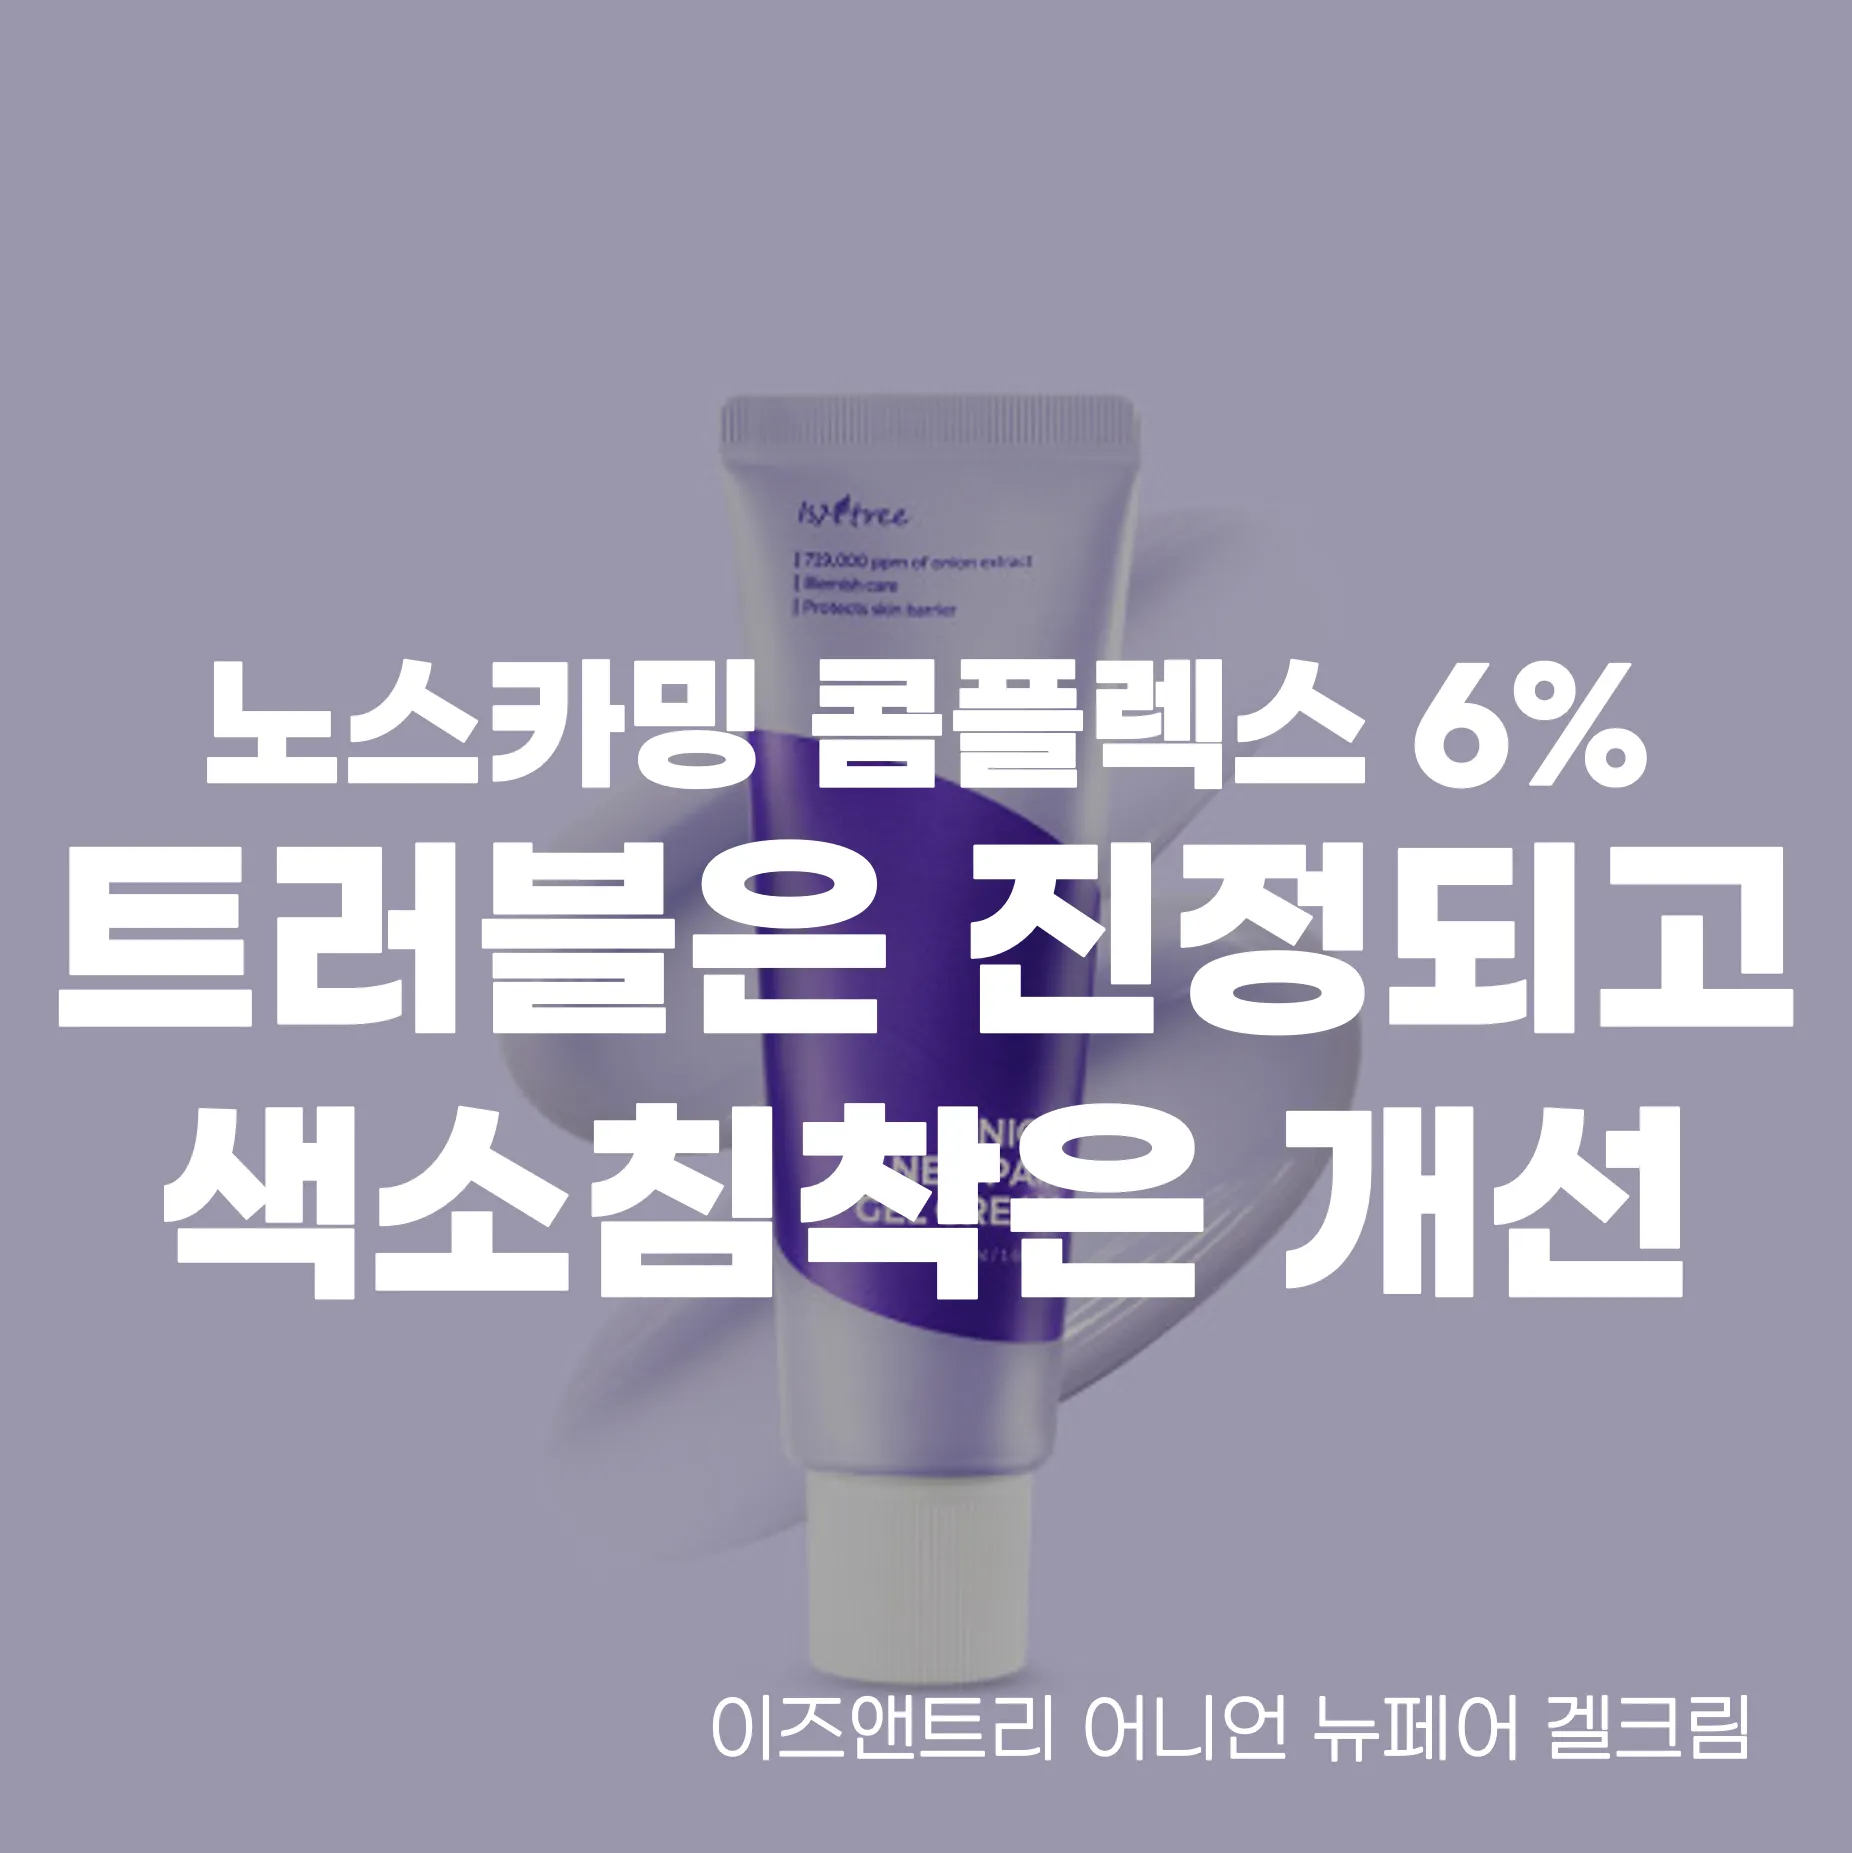 Isntree
| 719,000 ppm of onion extract
| Blemish care
| Protects skin barrier
노스카밍 콤플렉스 6%
트러블은 진정되고
색소침착은 개선
이즈앤트리 어니언 뉴페어 겔크림